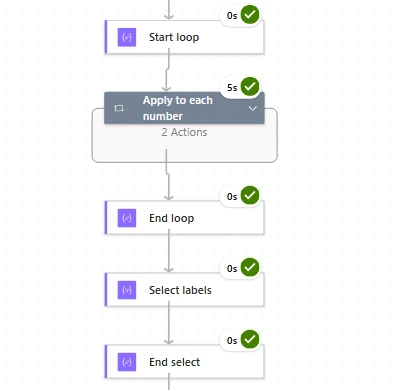 0s
Start loop
5s
Apply to each
number
2 Actions
0s
End loop
0s
Select labels
0s
End select